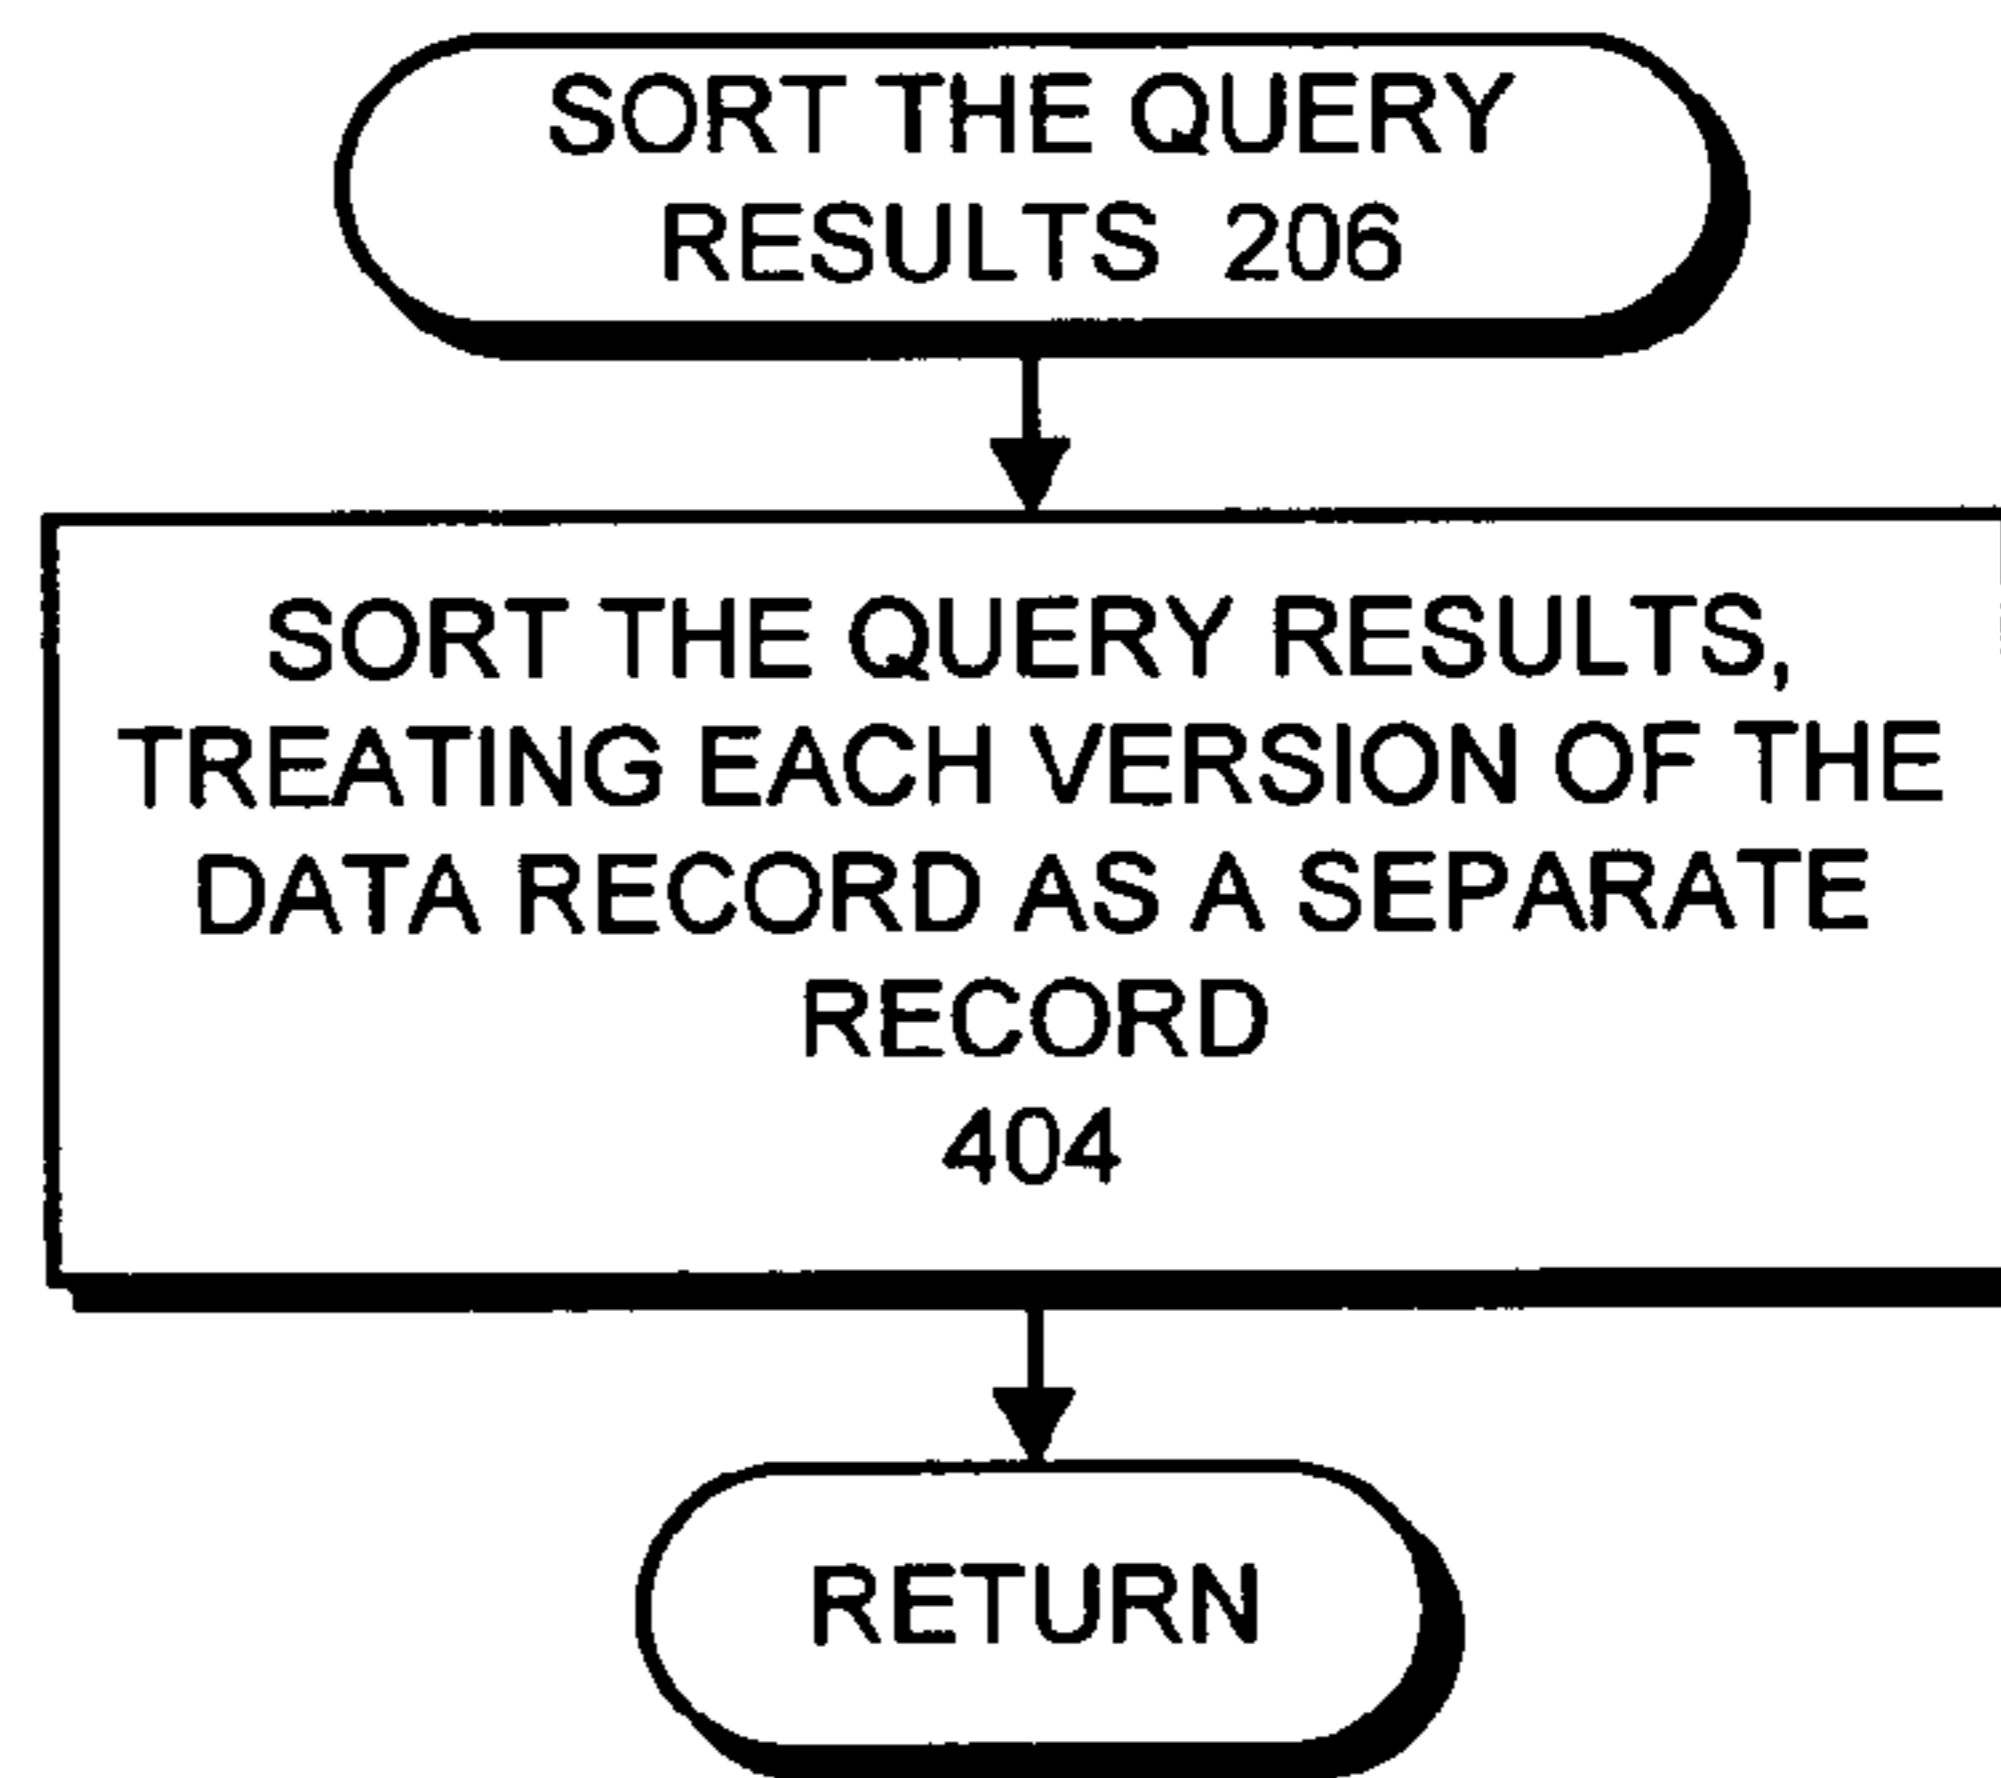 SORT THE QUERY
RESULTS 206
SORT THE QUERY RESULTS,
TREATING EACH VERSION OF THE
DATA RECORD AS A SEPARATE
RECORD
404
RETURN